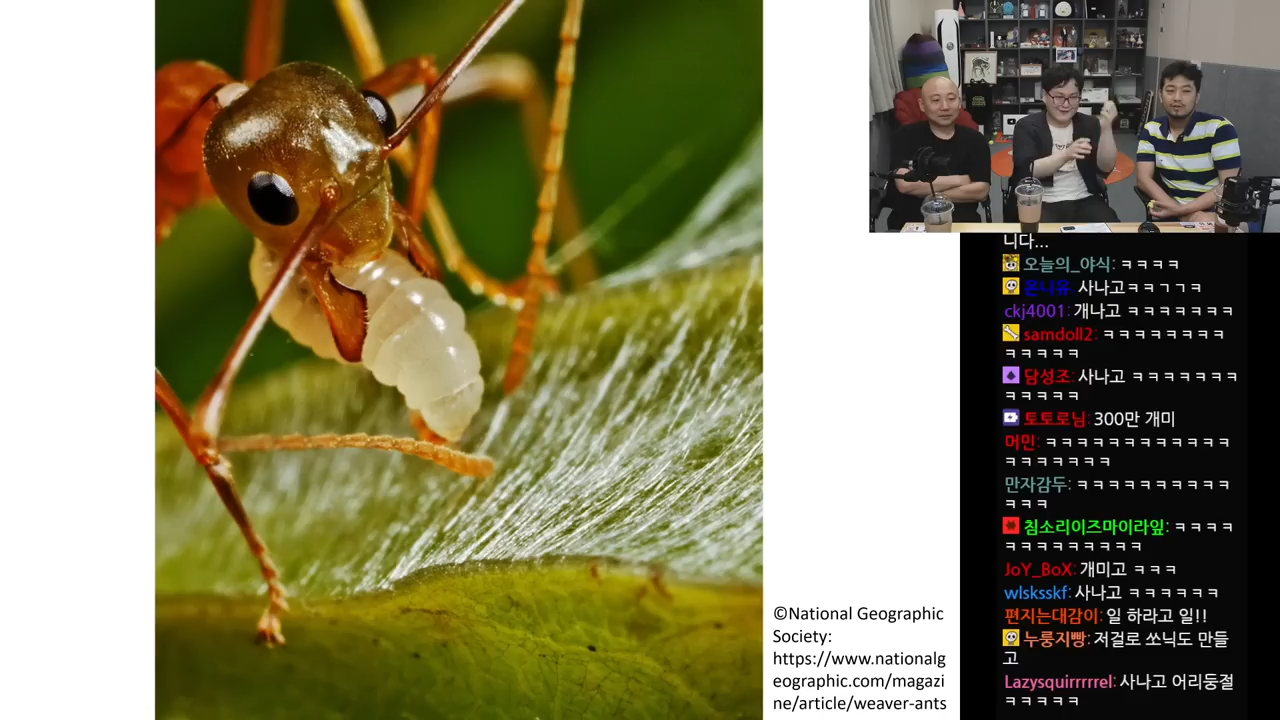 ©National Geographic
Society:
https://www.nationalg
eographic.com/magazi
ne/article/weaver-ants
니다...
오늘의_야식: ㅋㅋㅋㅋ
온니유: 사나고ㅋㅋㄱㄱㅋ
ckj4001: 개나고 ㅋㅋㅋㅋㅋㅋㅋ
samdoll2: ㅋㅋㅋㅋㅋㅋㅋㅋ
ㅋㅋㅋㅋㅋ
담성조: 사나고 ㅋㅋㅋㅋㅋㅋㅋ
ㅋㅋㅋㅋㅋ
토토로님: 300만 개미
머민: ㅋㅋㅋㅋㅋㅋㅋㅋㅋㅋㅋㅋ
ㅋㅋㅋㅋㅋㅋㅋ
만자감두: ㅋㅋㅋㅋㅋㅋㅋㅋㅋㅋ
ㅋㅋㅋ
침소리이즈마이라잎: ㅋㅋㅋㅋ
ㅋㅋㅋㅋㅋㅋㅋㅋㅋ
JoY_BoX: 개미고 ㅋㅋㅋ
wlsksskf: 사나고 ㅋㅋㅋㅋㅋㅋ
편지는대감이: 일 하라고 일!!
누룽지빵: 저걸로 쏘닉도 만들
고
Lazysquirrrrrel: 사나고 어리둥절
ㅋㅋㅋㅋㅋ